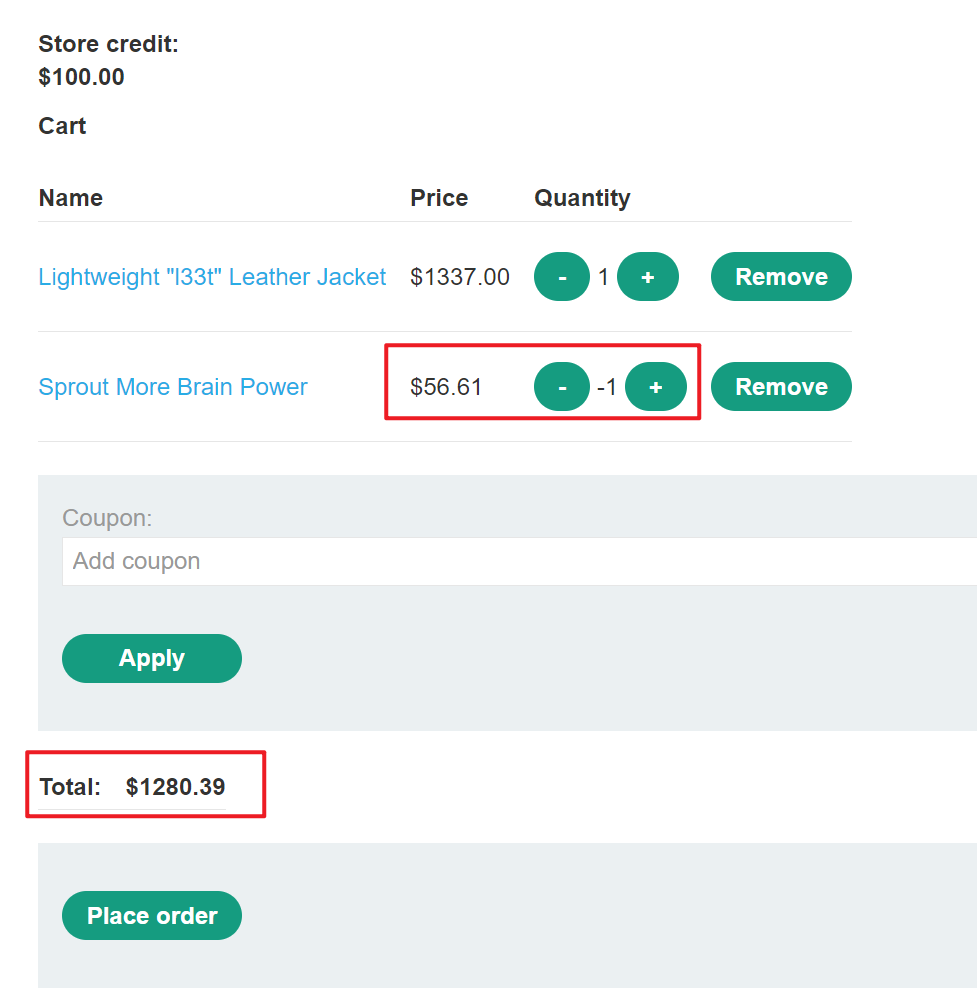 Store credit:
$100.00
Cart
Name Price Quantity
Lightweight "l33t" Leather Jacket $1337.00 - 1 + Remove
Sprout More Brain Power $56.61 - -1 + Remove
Coupon:
Add coupon
Apply
Total: $1280.39
Place order